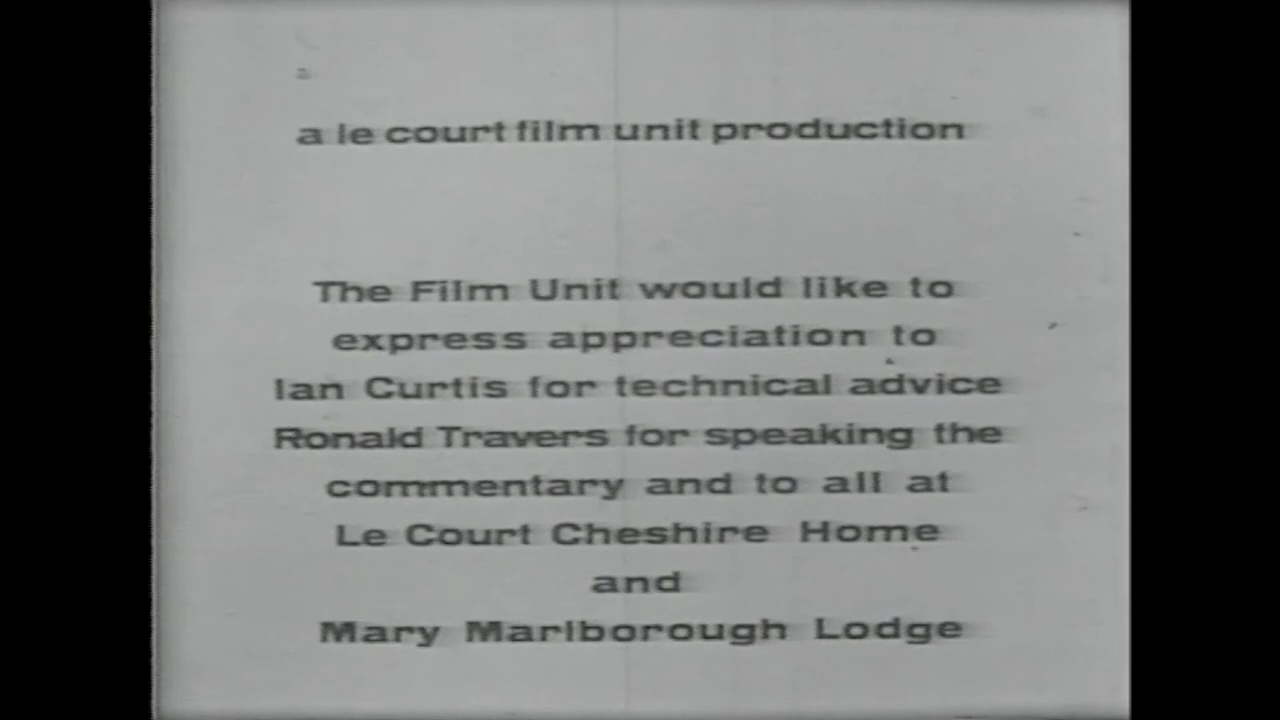 a le court film unit production
The Film Unit would like to
express appreciation to
Ian Curtis for technical advice
Ronald Travers for speaking the
commentary and to all at
Le Court Cheshire Home
and
Mary Marlborough Lodge